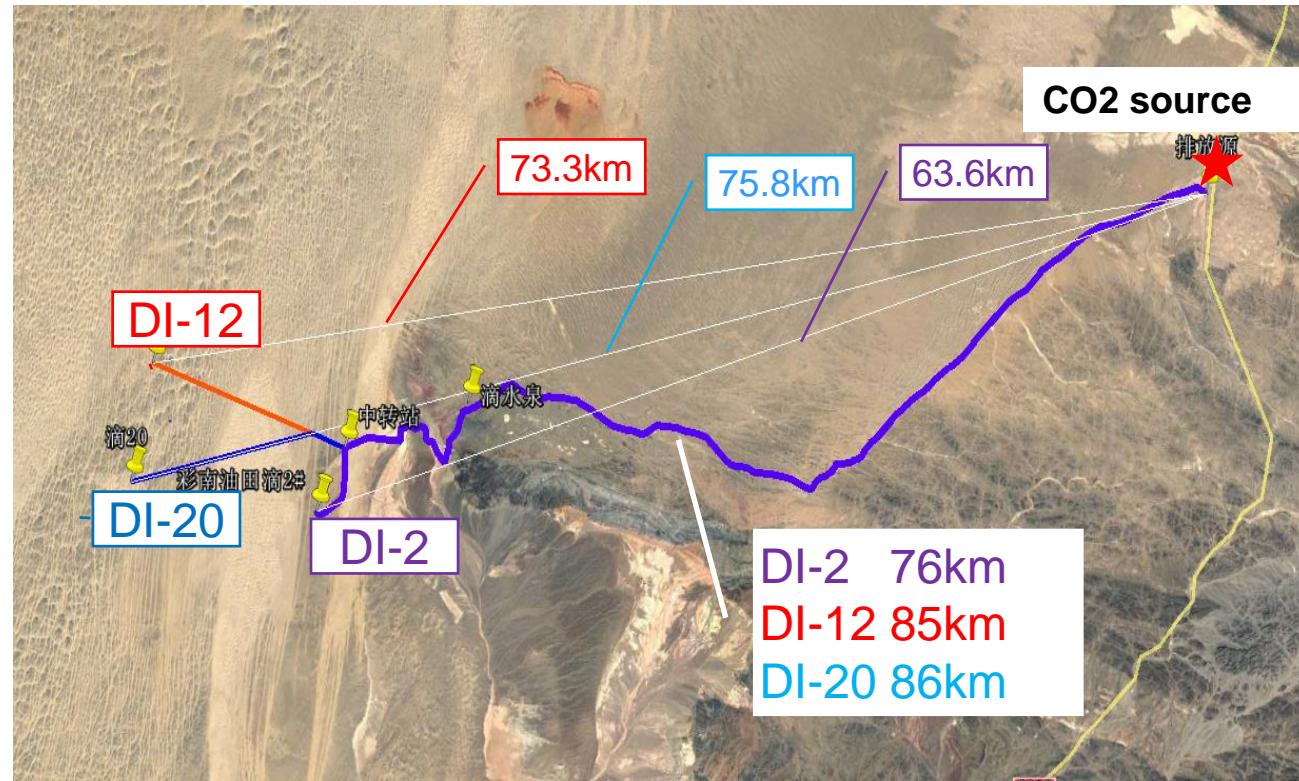 CO2 source
排放源
73.3km
75.8km
63.6km
DI-12
滴水泉
中转站
滴20
彩南油田滴2#
DI-20
DI-2
DI-2 76km
DI-12 85km
DI-20 86km